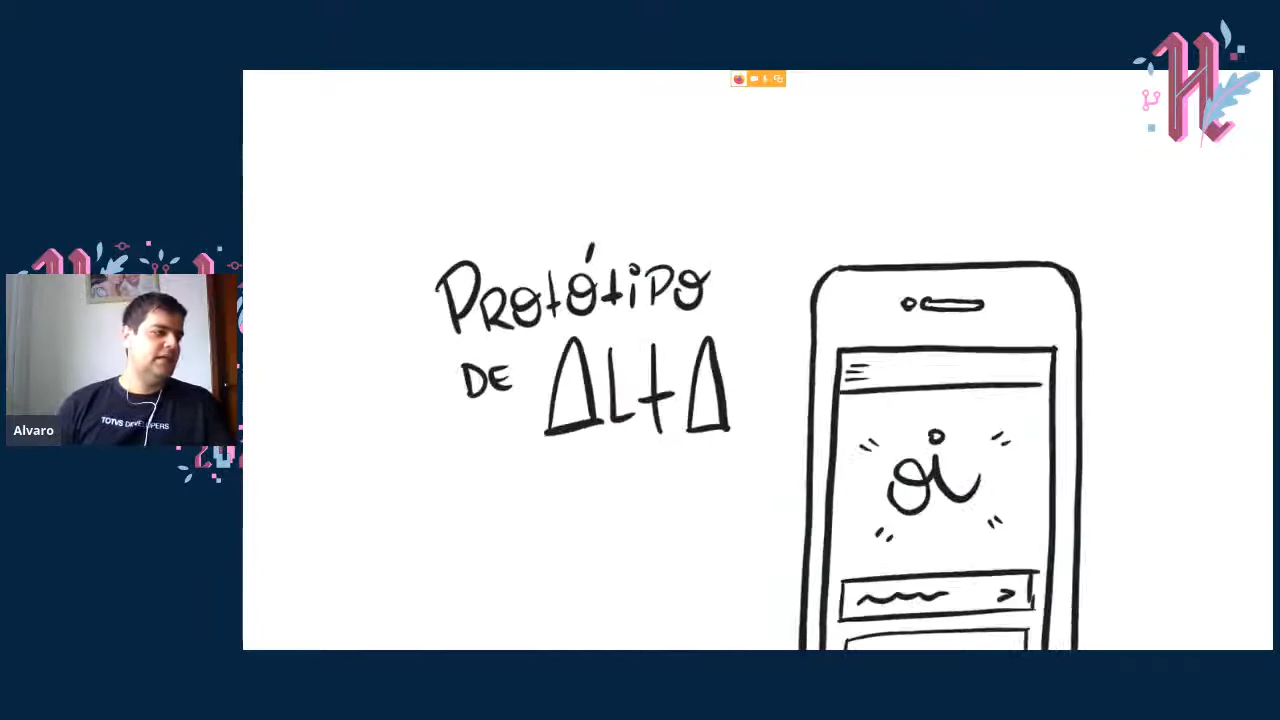 Protótipo
DE ALTA
oi
Alvaro
TOTVS DEVELOPERS